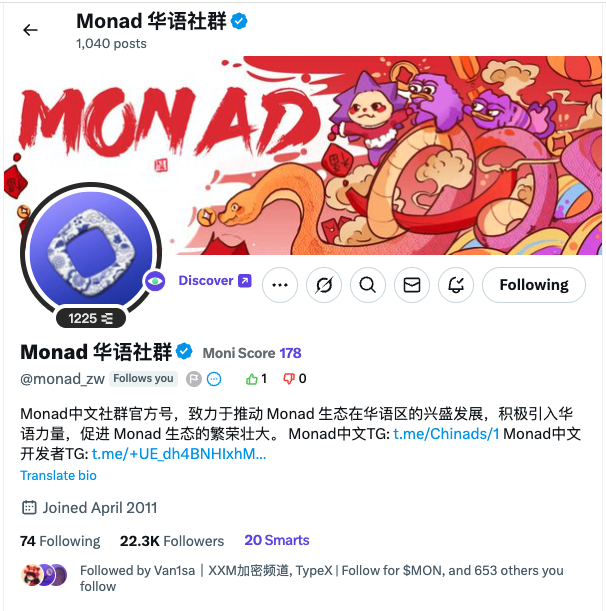 Monad 华语社群
1,040 posts
MONAD
1225
Discover
Following
Monad 华语社群 Moni Score 178
@monad_zw Follows you 1 0
Monad中文社群官方号，致力于推动 Monad 生态在华语区的兴盛发展，积极引入华
语力量，促进 Monad 生态的繁荣壮大。 Monad中文TG: t.me/Chinads/1 Monad中文
开发者TG: t.me/+UE_dh4BNHIxhM...
Translate bio
Joined April 2011
74 Following 22.3K Followers 20 Smarts
Followed by Van1sa｜XXM加密频道, TypeX | Follow for $MON, and 653 others you
follow